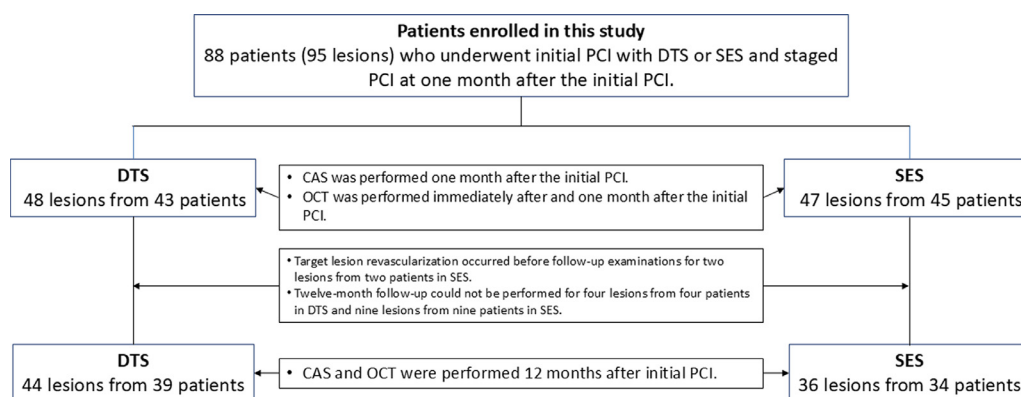 Patients enrolled in this study
88 patients (95 lesions) who underwent initial PCI with DTS or SES and staged
PCI at one month after the initial PCI.
DTS
48 lesions from 43 patients
• CAS was performed one month after the initial PCI.
• OCT was performed immediately after and one month after the initial
PCI.
SES
47 lesions from 45 patients
• Target lesion revascularization occurred before follow-up examinations for two
lesions from two patients in SES.
• Twelve-month follow-up could not be performed for four lesions from four patients
in DTS and nine lesions from nine patients in SES.
DTS
44 lesions from 39 patients
• CAS and OCT were performed 12 months after initial PCI.
SES
36 lesions from 34 patients